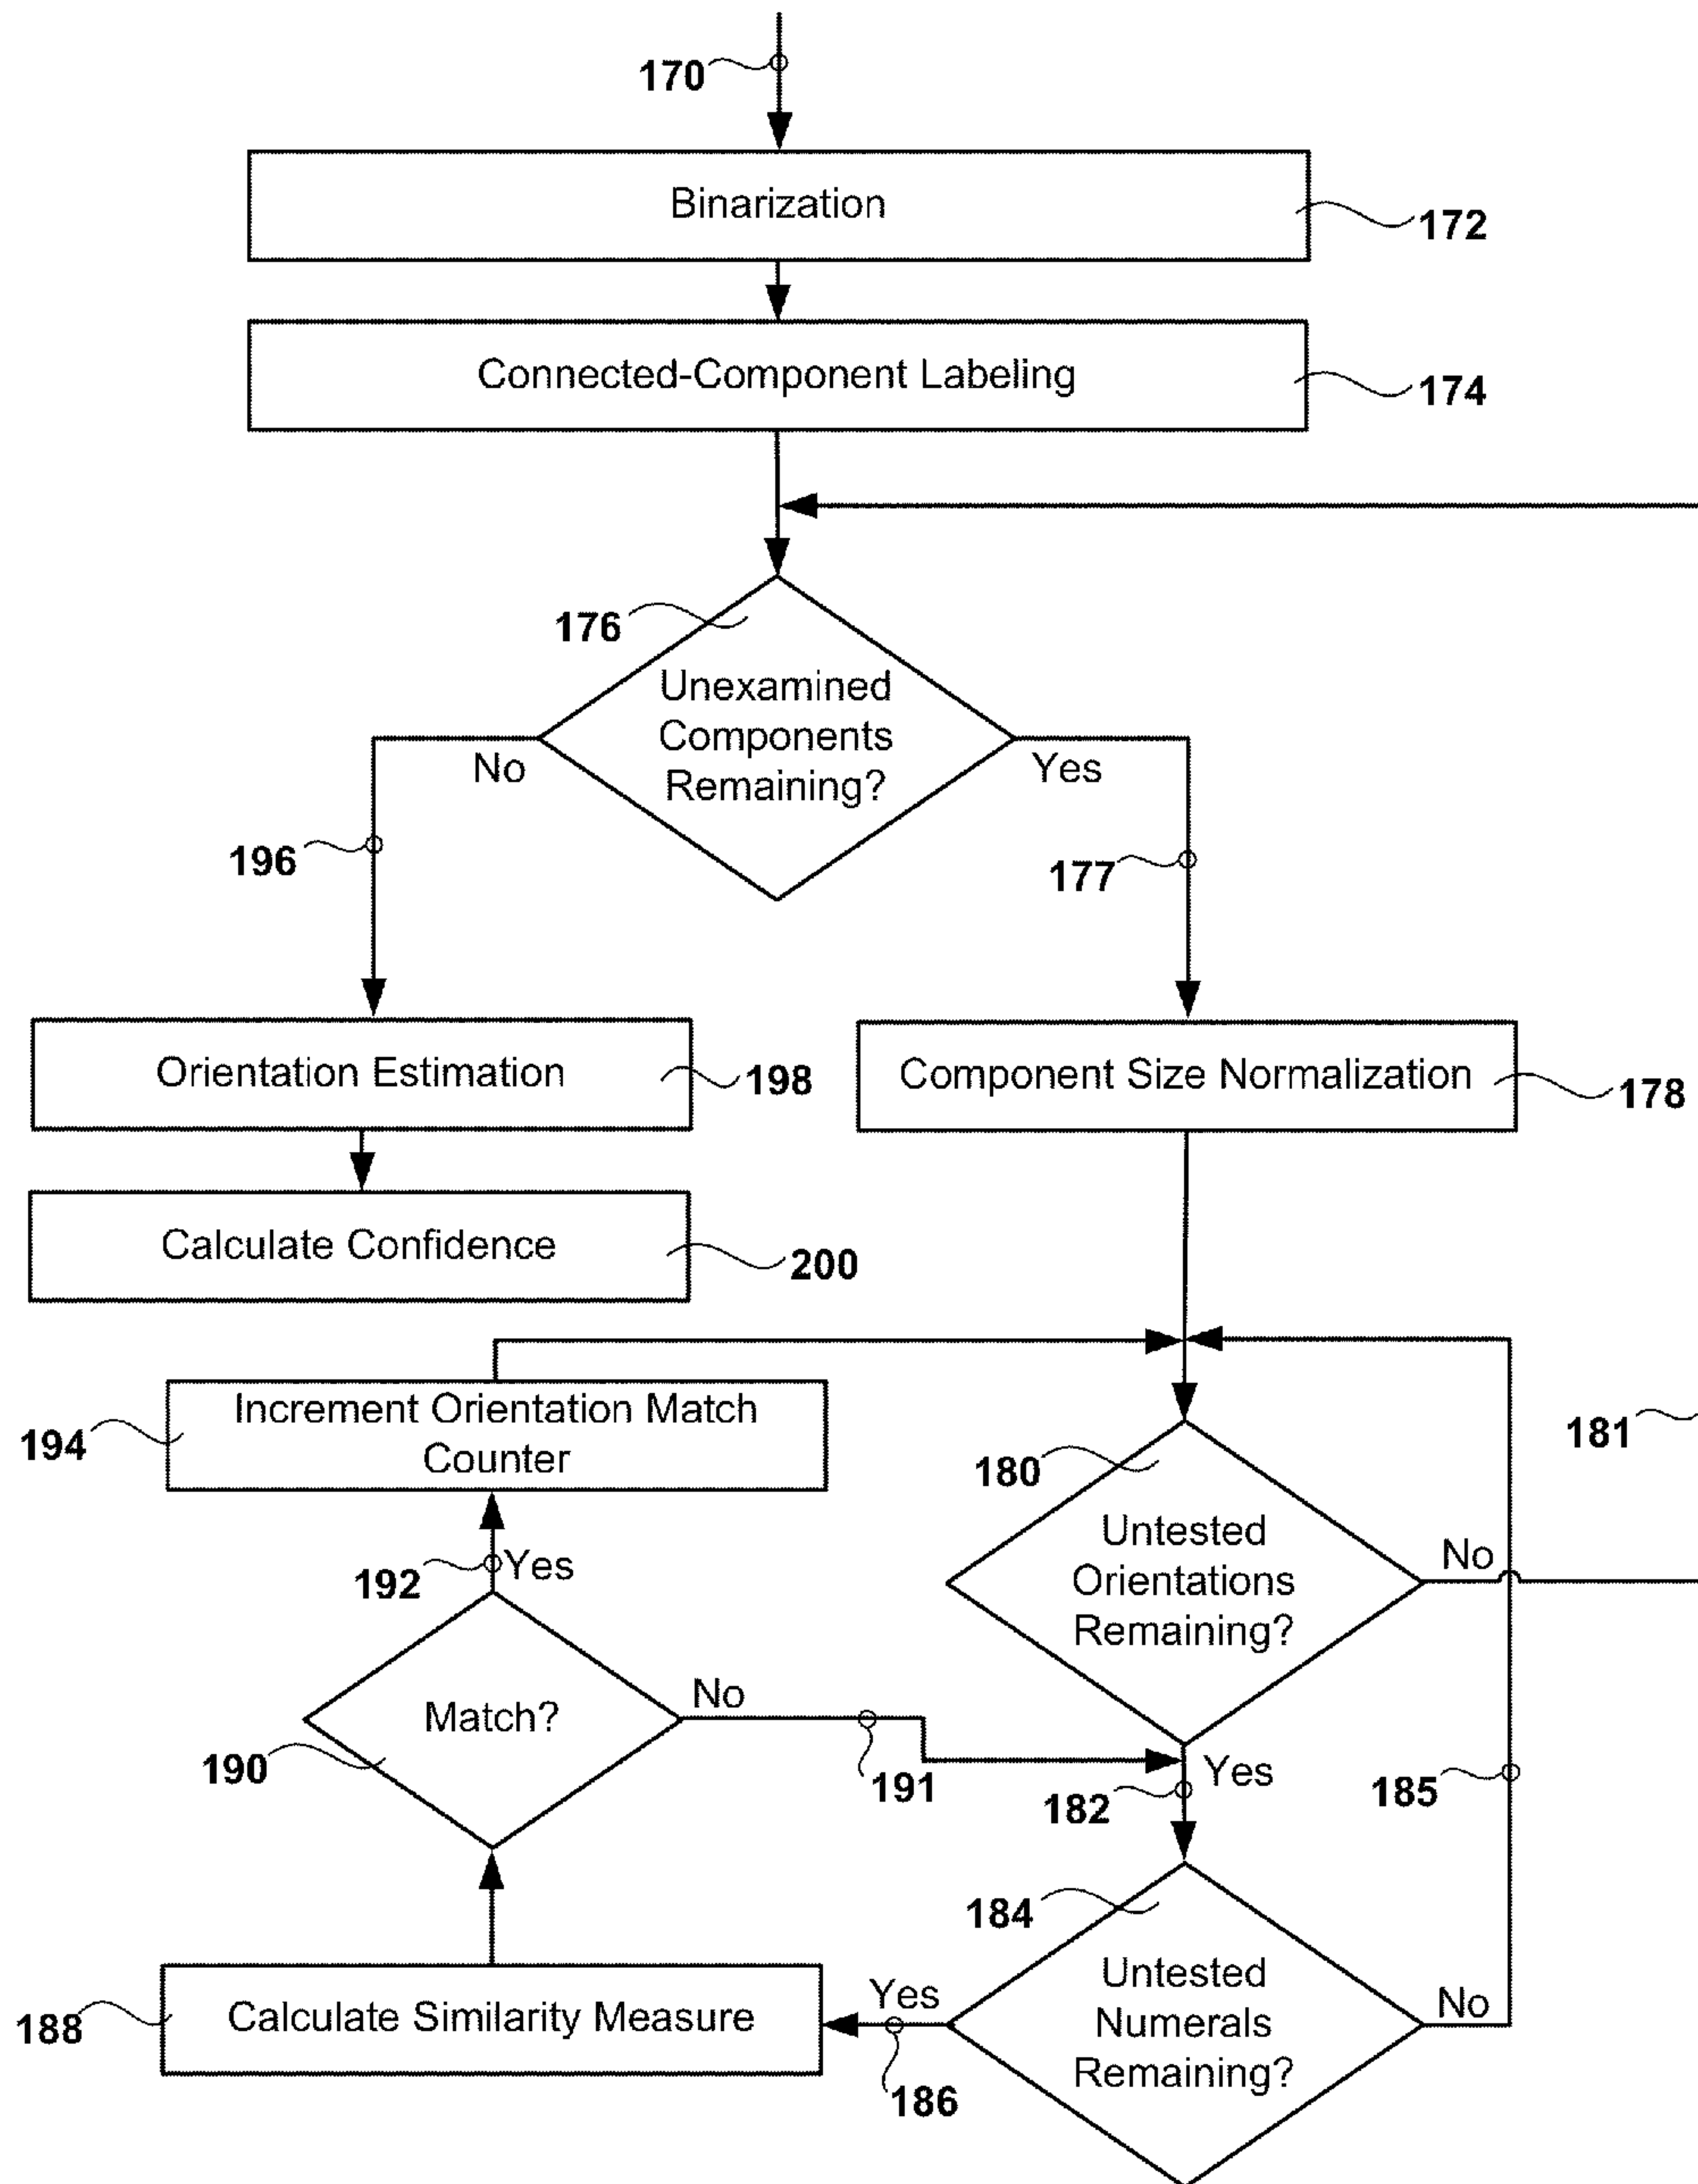 170
Binarization
172
Connected-Component Labeling
174
176
Unexamined
Components
Remaining?
No
Yes
196
177
Orientation Estimation
198
Component Size Normalization
178
Calculate Confidence
200
Increment Orientation Match
Counter
194
181
180
Untested
Orientations
Remaining?
No
192
Yes
Match?
No
190
191
Yes
182
185
184
Untested
Numerals
Remaining?
Yes
No
Calculate Similarity Measure
188
186